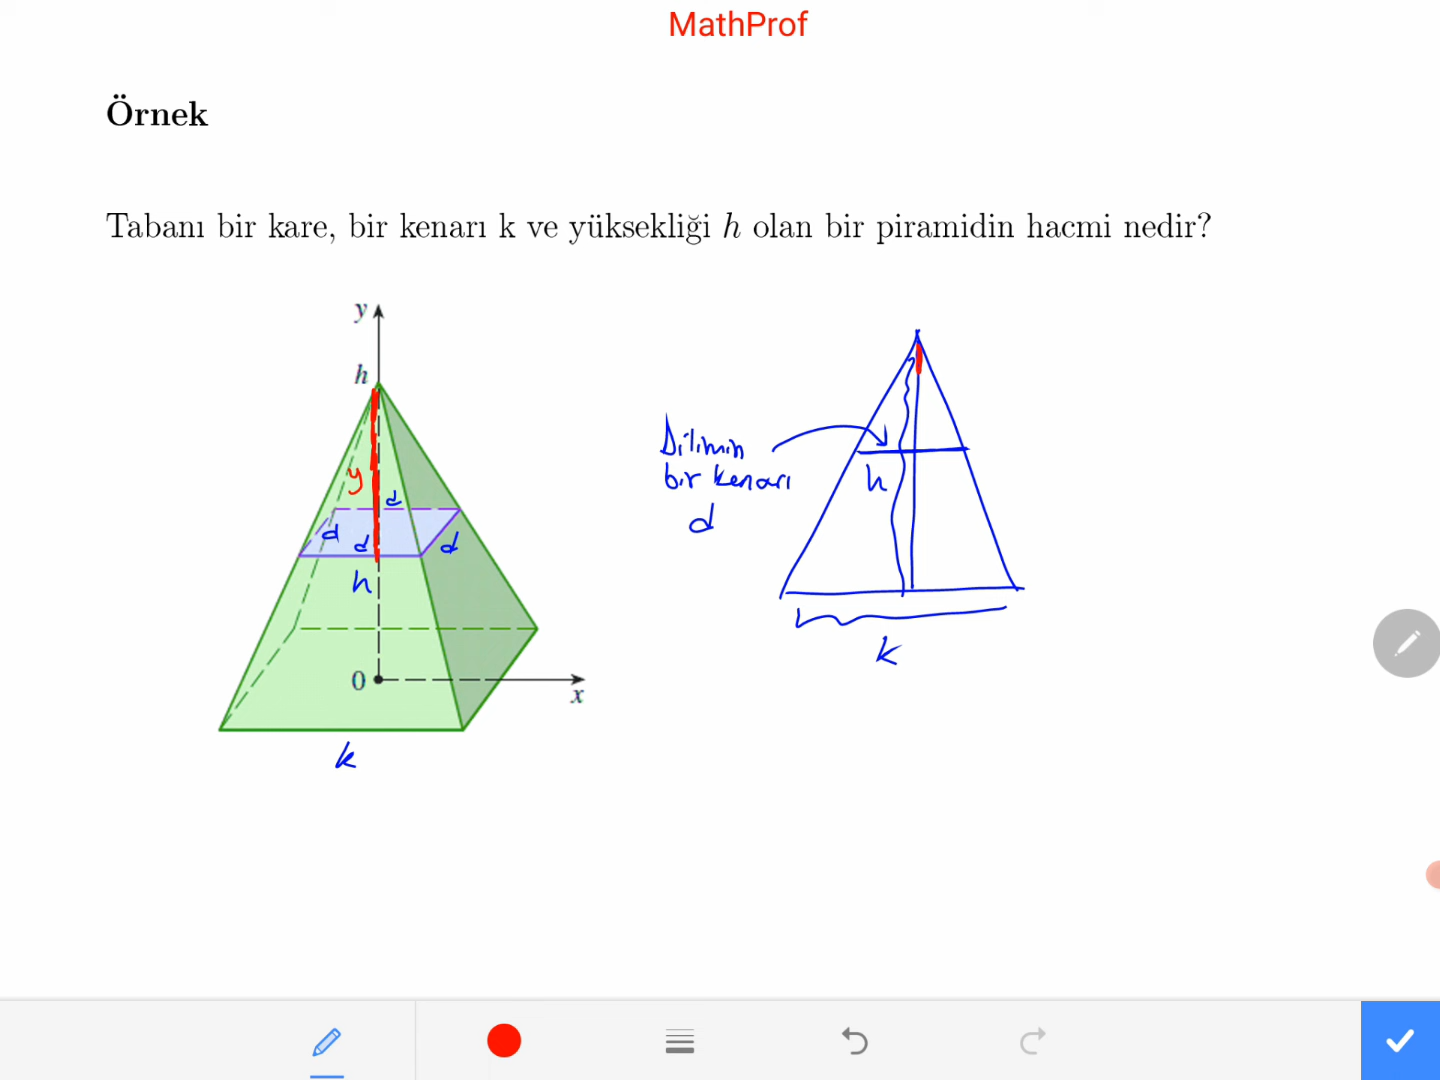 MathProf
Örnek
Tabanı bir kare, bir kenarı k ve yüksekliği h olan bir piramidin hacmi nedir?
y
h
y
d
d
d
d
h
0
x
k
Dilimin
bir kenarı
d
h
k